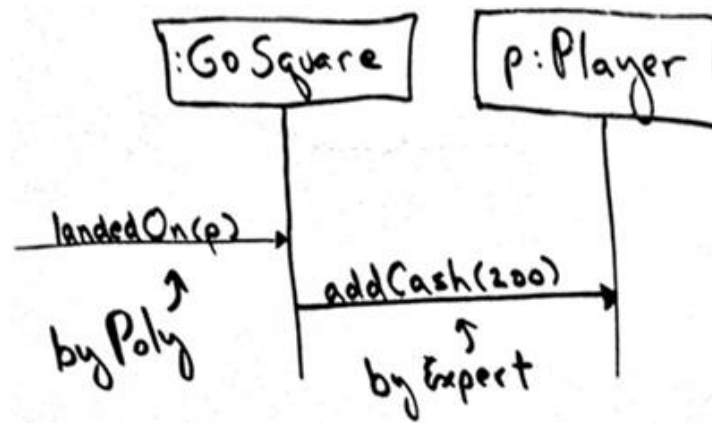 :GoSquare
p:Player
landedOn(p)
addCash(200)
by Poly
by Expert